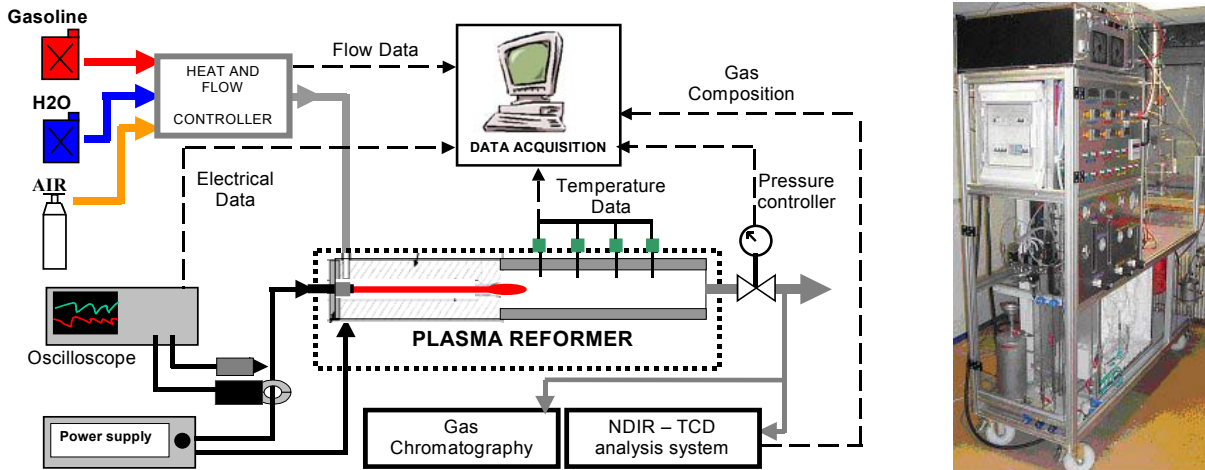 Gasoline
H2O
AIR
HEAT AND
FLOW
CONTROLLER
Flow Data
DATA ACQUISITION
Gas
Composition
Electrical
Data
Temperature
Data
Pressure
controller
Oscilloscope
PLASMA REFORMER
Power supply
Gas
Chromatography
NDIR – TCD
analysis system